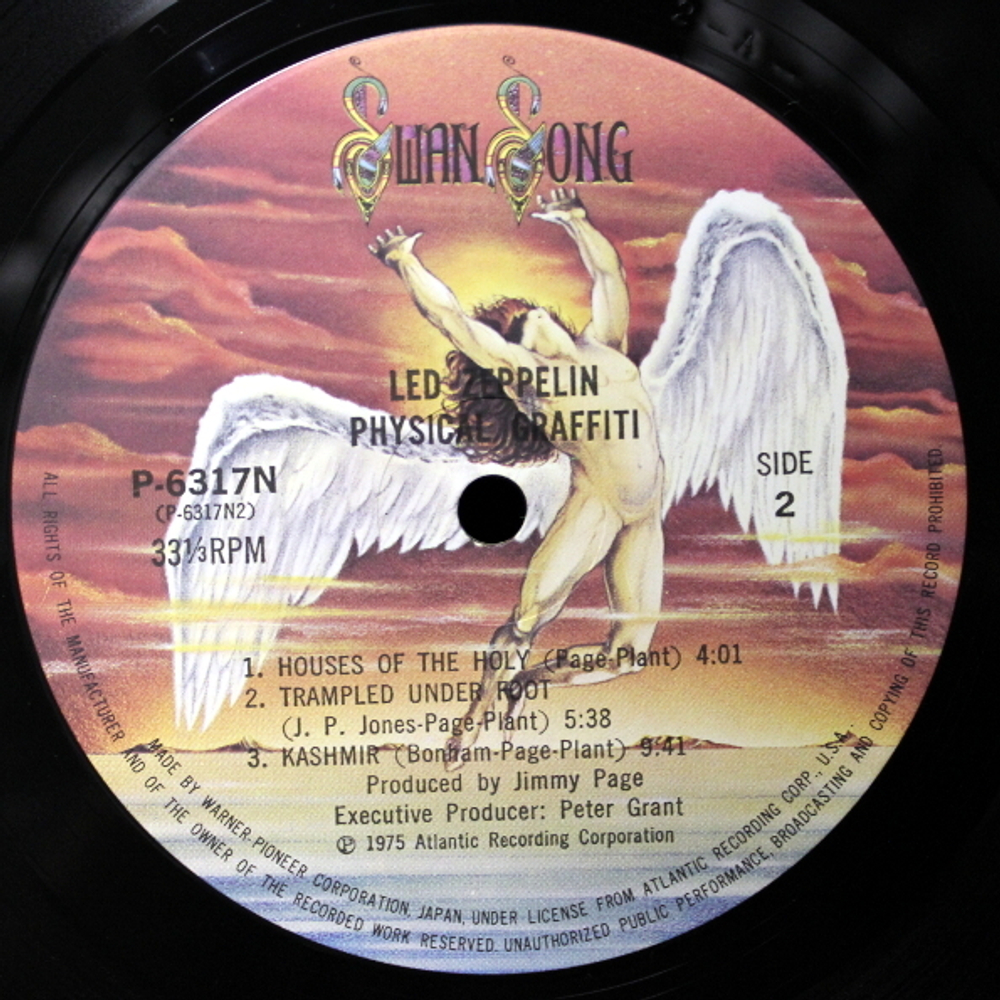 SWAN SONG
LED ZEPPELIN
PHYSICAL GRAFFITI
P-6317N
(P-6317N2)
33⅓RPM
SIDE
2
1. HOUSES OF THE HOLY (Page-Plant) 4:01
2. TRAMPLED UNDER FOOT
(J. P. Jones-Page-Plant) 5:38
3. KASHMIR (Bonham-Page-Plant) 9:41
Produced by Jimmy Page
Executive Producer: Peter Grant
℗ 1975 Atlantic Recording Corporation
MADE BY WARNER-PIONEER CORPORATION, JAPAN, UNDER LICENSE FROM ATLANTIC RECORDING CORP., U.S.A.
ALL RIGHTS OF THE MANUFACTURER AND OF THE OWNER OF THE RECORDED WORK RESERVED. UNAUTHORIZED PUBLIC PERFORMANCE, BROADCASTING AND COPYING OF THIS RECORD PROHIBITED